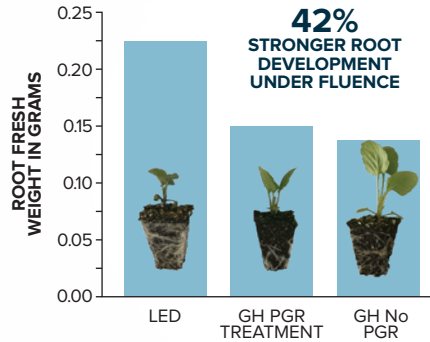 42%
STRONGER ROOT
DEVELOPMENT
UNDER FLUENCE
ROOT FRESH
WEIGHT IN GRAMS
0.25
0.20
0.15
0.10
0.05
0.00
LED
GH PGR
TREATMENT
GH No
PGR